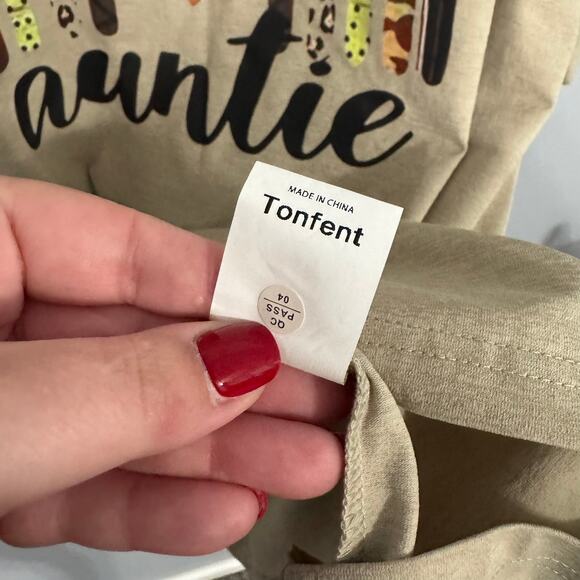 auntie
MADE IN CHINA
Tonfent
QC
PASS
04